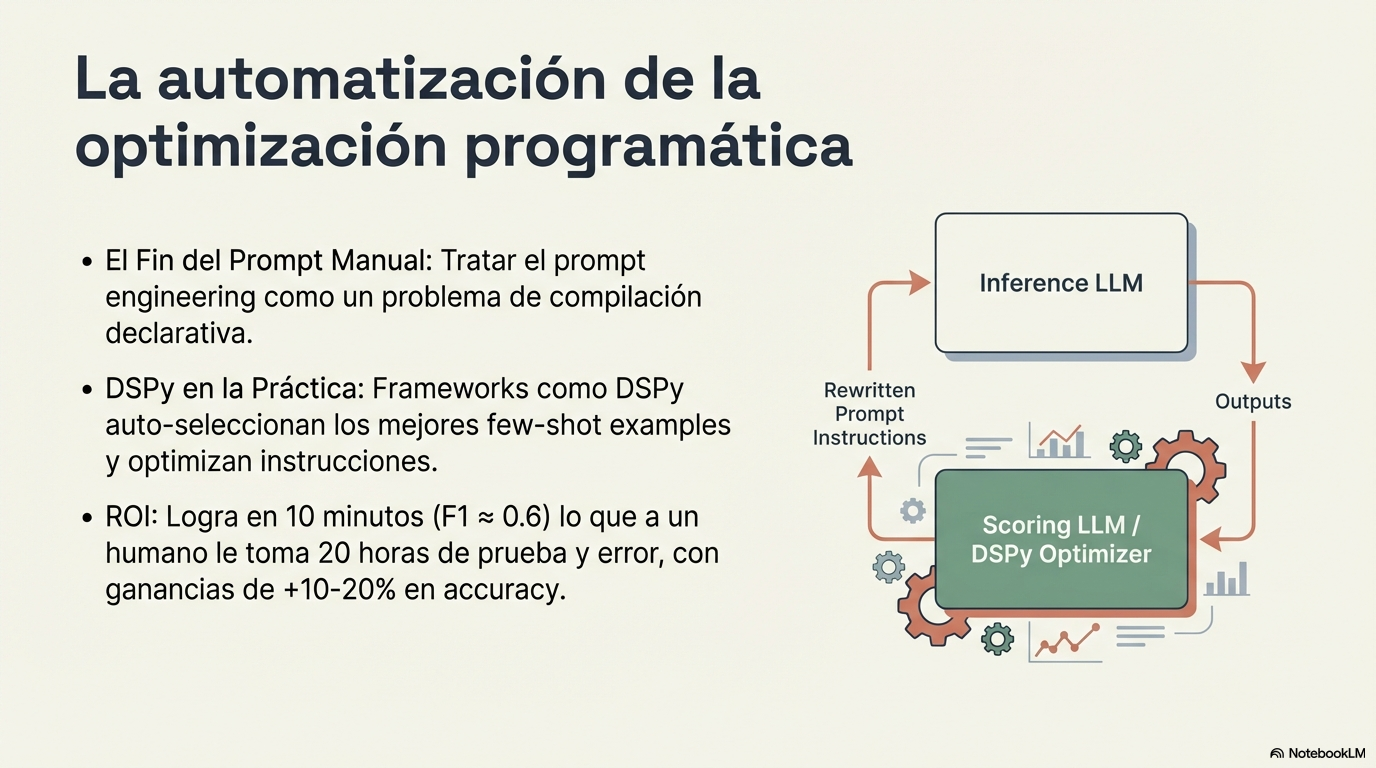 La automatización de la
optimización programática
• El Fin del Prompt Manual: Tratar el prompt
engineering como un problema de compilación
declarativa.
• DSPy en la Práctica: Frameworks como DSPy
auto-seleccionan los mejores few-shot examples
y optimizan instrucciones.
• ROI: Logra en 10 minutos (F1 ≈ 0.6) lo que a un
humano le toma 20 horas de prueba y error, con
ganancias de +10-20% en accuracy.
Inference LLM
Rewritten
Prompt
Instructions
Outputs
Scoring LLM /
DSPy Optimizer
NotebookLM